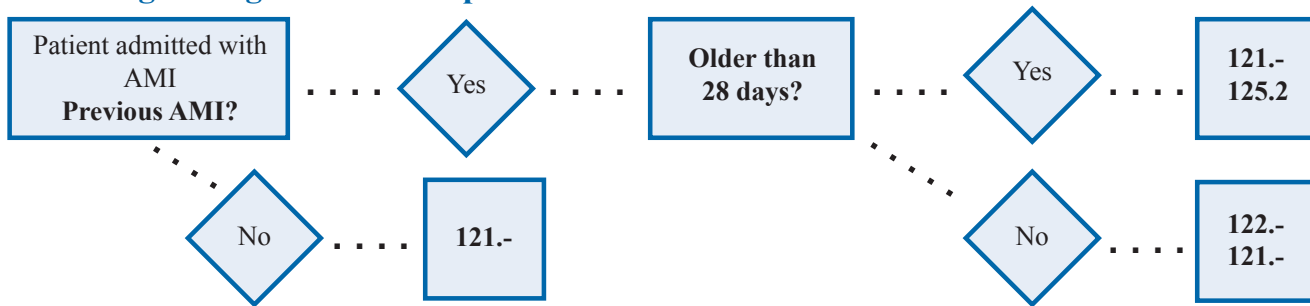 Patient admitted with
AMI
Previous AMI?
Yes
Older than
28 days?
Yes
121.-
125.2
No
121.-
No
122.-
121.-